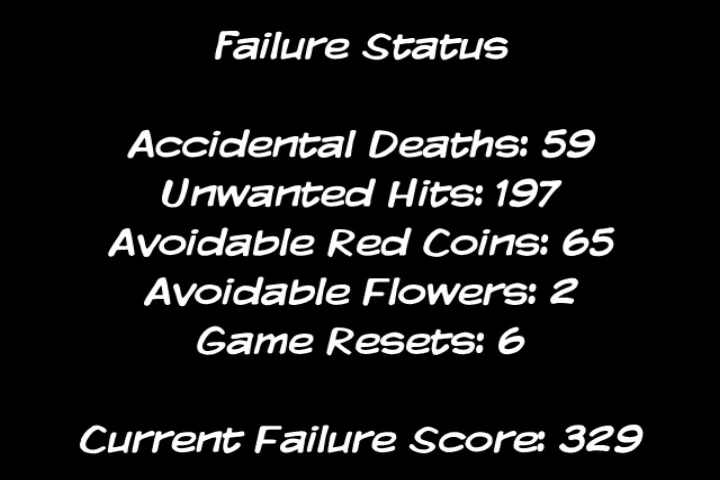 Failure Status
Accidental Deaths: 59
Unwanted Hits: 197
Avoidable Red Coins: 65
Avoidable Flowers: 2
Game Resets: 6
Current Failure Score: 329